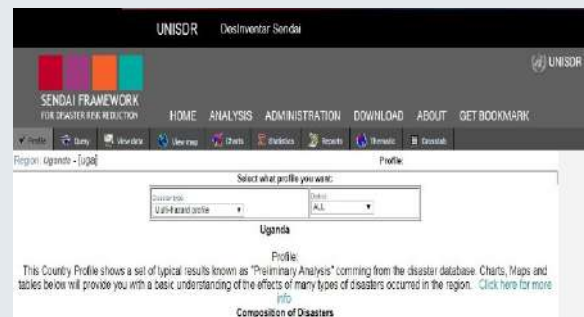 UNISDR DesInventar Sendai
UNISDR
SENDAI FRAMEWORK
FOR DISASTER RISK REDUCTION
HOME ANALYSIS ADMINISTRATION DOWNLOAD ABOUT GET BOOKMARK
Profile Query View data View map Charts Statistics Reports Thematic Crosstab
Region: Uganda - [uga] Profile:
Select what profile you want:
Disaster type:
Multi-hazard profile
ALL
Uganda
Profile:
This Country Profile shows a set of typical results known as "Preliminary Analysis" comming from the disaster database. Charts, Maps and
tables below will provide you with a basic understanding of the effects of many types of disasters occurred in the region. Click here for more
info
Composition of Disasters